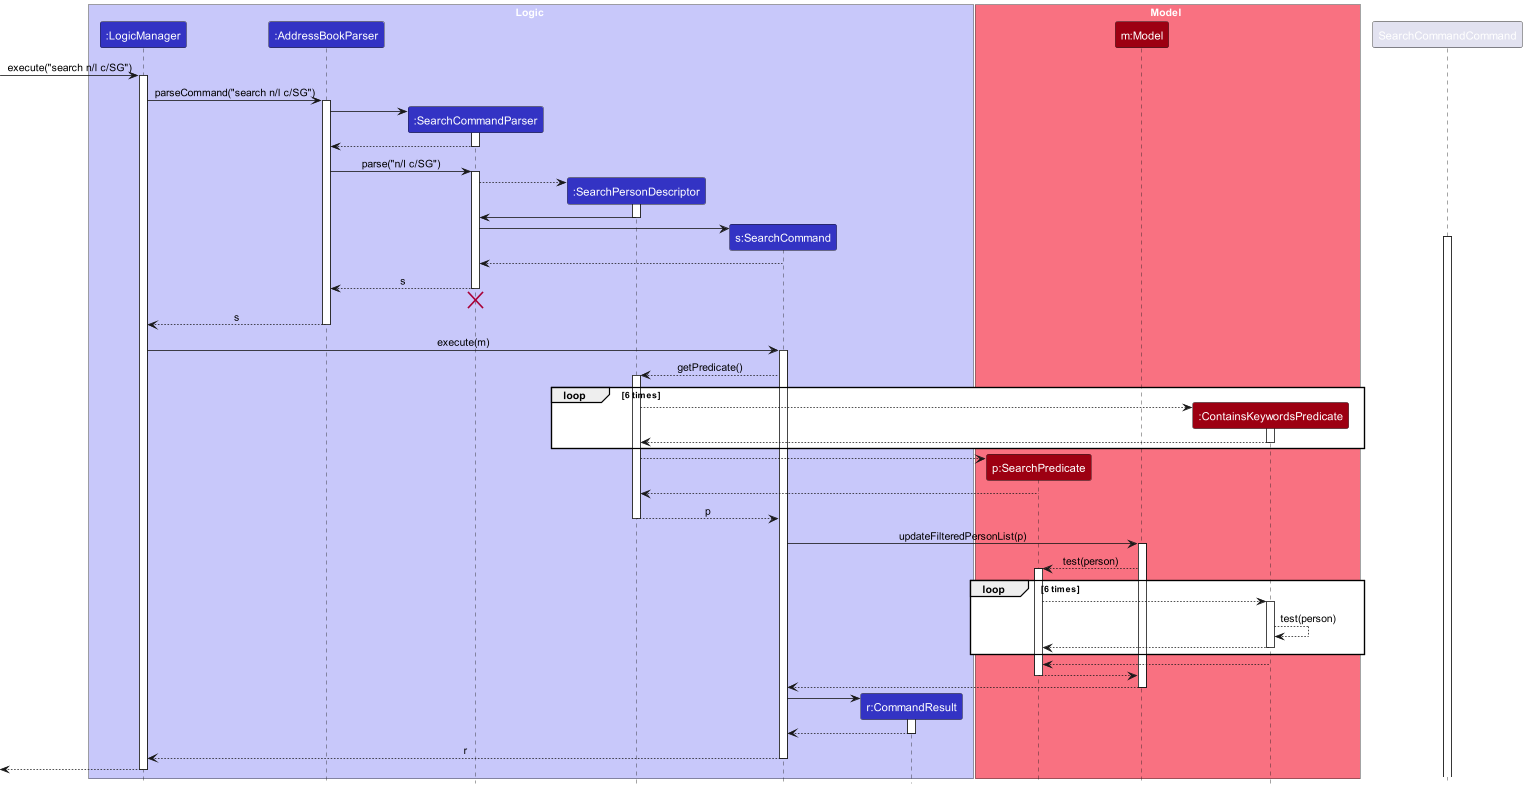 Logic
Model
:LogicManager
:AddressBookParser
m:Model
SearchCommandCommand
execute("search n/l c/SG")
parseCommand("search n/l c/SG")
:SearchCommandParser
parse("n/l c/SG")
:SearchPersonDescriptor
s:SearchCommand
s
s
execute(m)
getPredicate()
loop [6 times]
:ContainsKeywordsPredicate
p:SearchPredicate
p
updateFilteredPersonList(p)
test(person)
loop [6 times]
test(person)
r:CommandResult
r